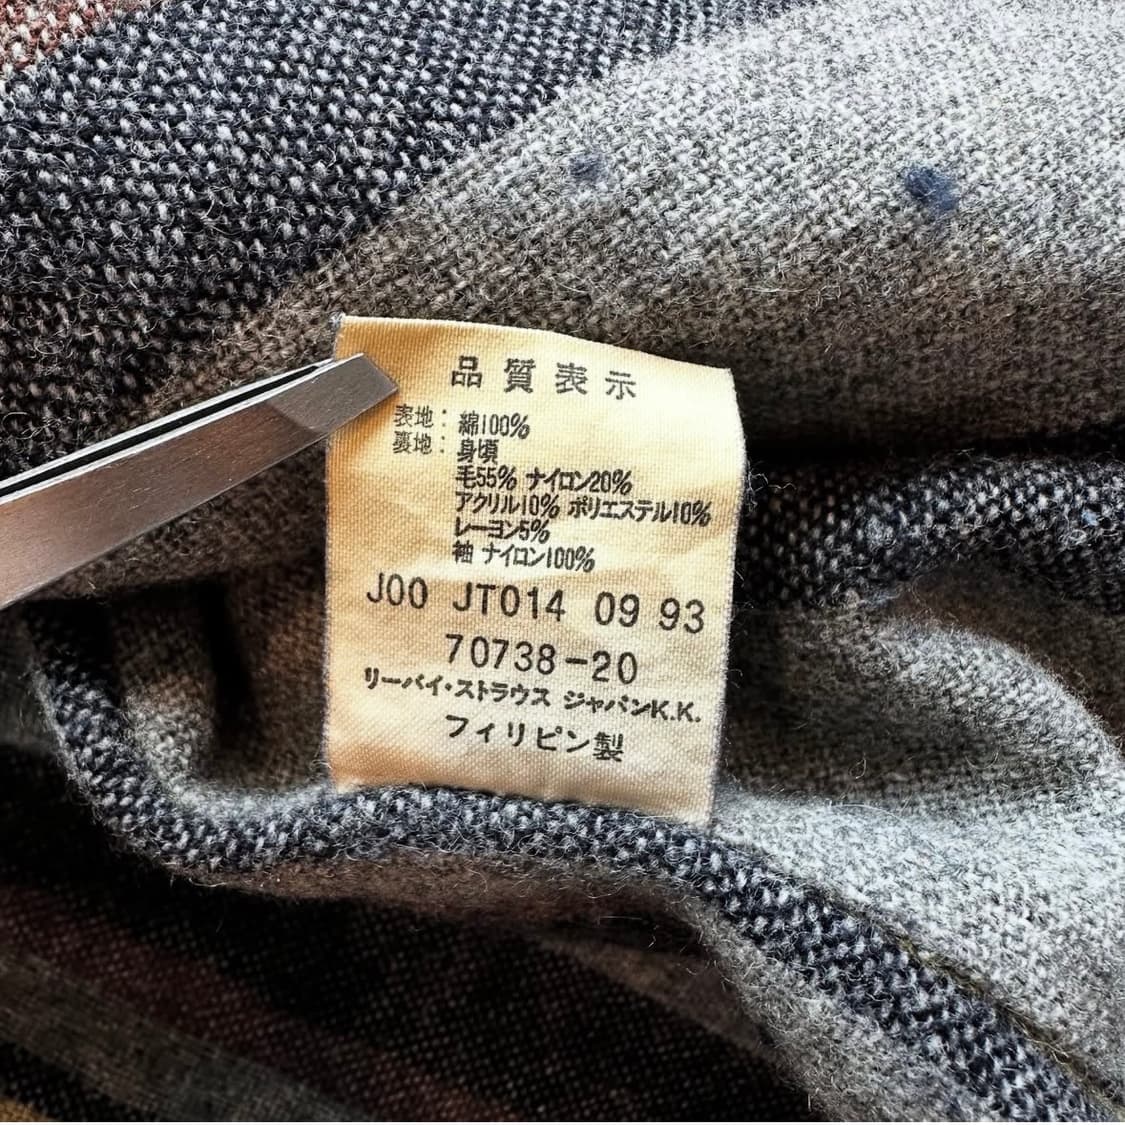 品質表示
表地：綿100%
裏地：身頃
毛55% ナイロン20%
アクリル10% ポリエステル10%
レーヨン5%
袖 ナイロン100%
J00 JT014 09 93
70738-20
リーバイ・ストラウス ジャパンK.K.
フィリピン製